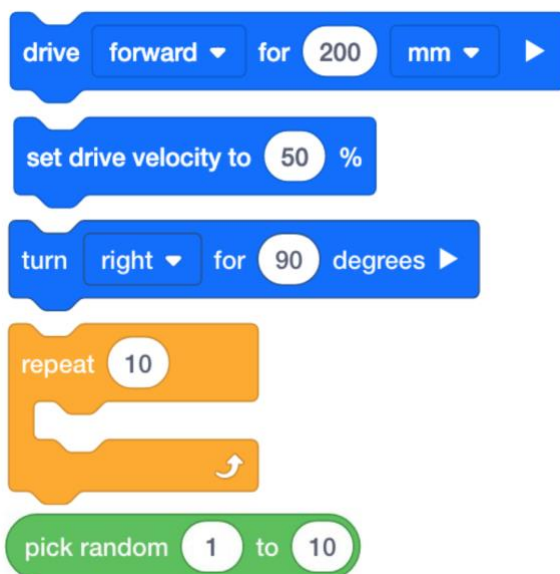 drive forward for 200 mm
set drive velocity to 50 %
turn right for 90 degrees
repeat 10
pick random 1 to 10